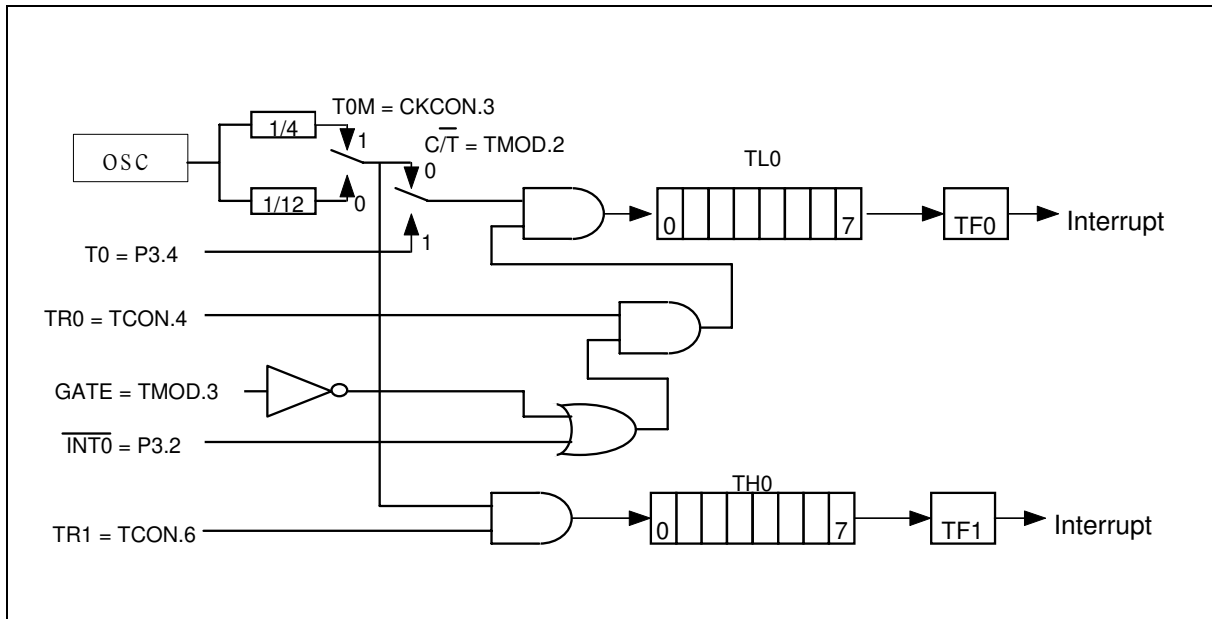 T0M = CKCON.3
1/4
1
C/T̅ = TMOD.2
OSC
0
TL0
1/12
0
0 7
TF0
Interrupt
T0 = P3.4
1
TR0 = TCON.4
GATE = TMOD.3
I̅N̅T̅0̅ = P3.2
TH0
0 7
TF1
Interrupt
TR1 = TCON.6